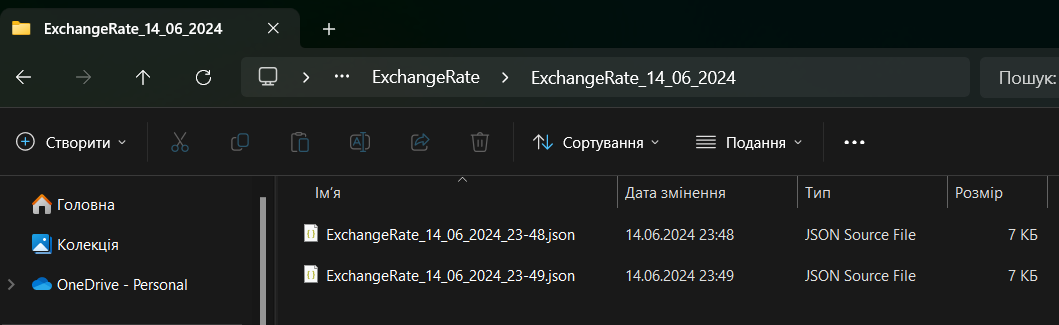 ExchangeRate_14_06_2024
ExchangeRate ExchangeRate_14_06_2024 Пошук:
Створити Сортування Подання
Ім'я Дата змінення Тип Розмір
Головна
ExchangeRate_14_06_2024_23-48.json 14.06.2024 23:48 JSON Source File 7 КБ
Колекція
ExchangeRate_14_06_2024_23-49.json 14.06.2024 23:49 JSON Source File 7 КБ
OneDrive - Personal